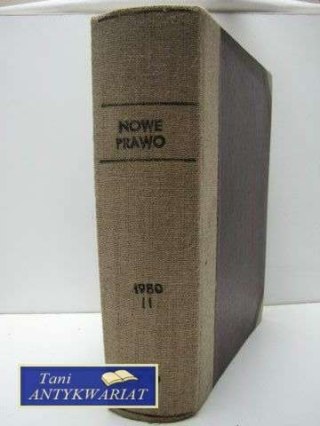 NOWE
PRAWO
1980
II
Tani
ANTYKWARIAT